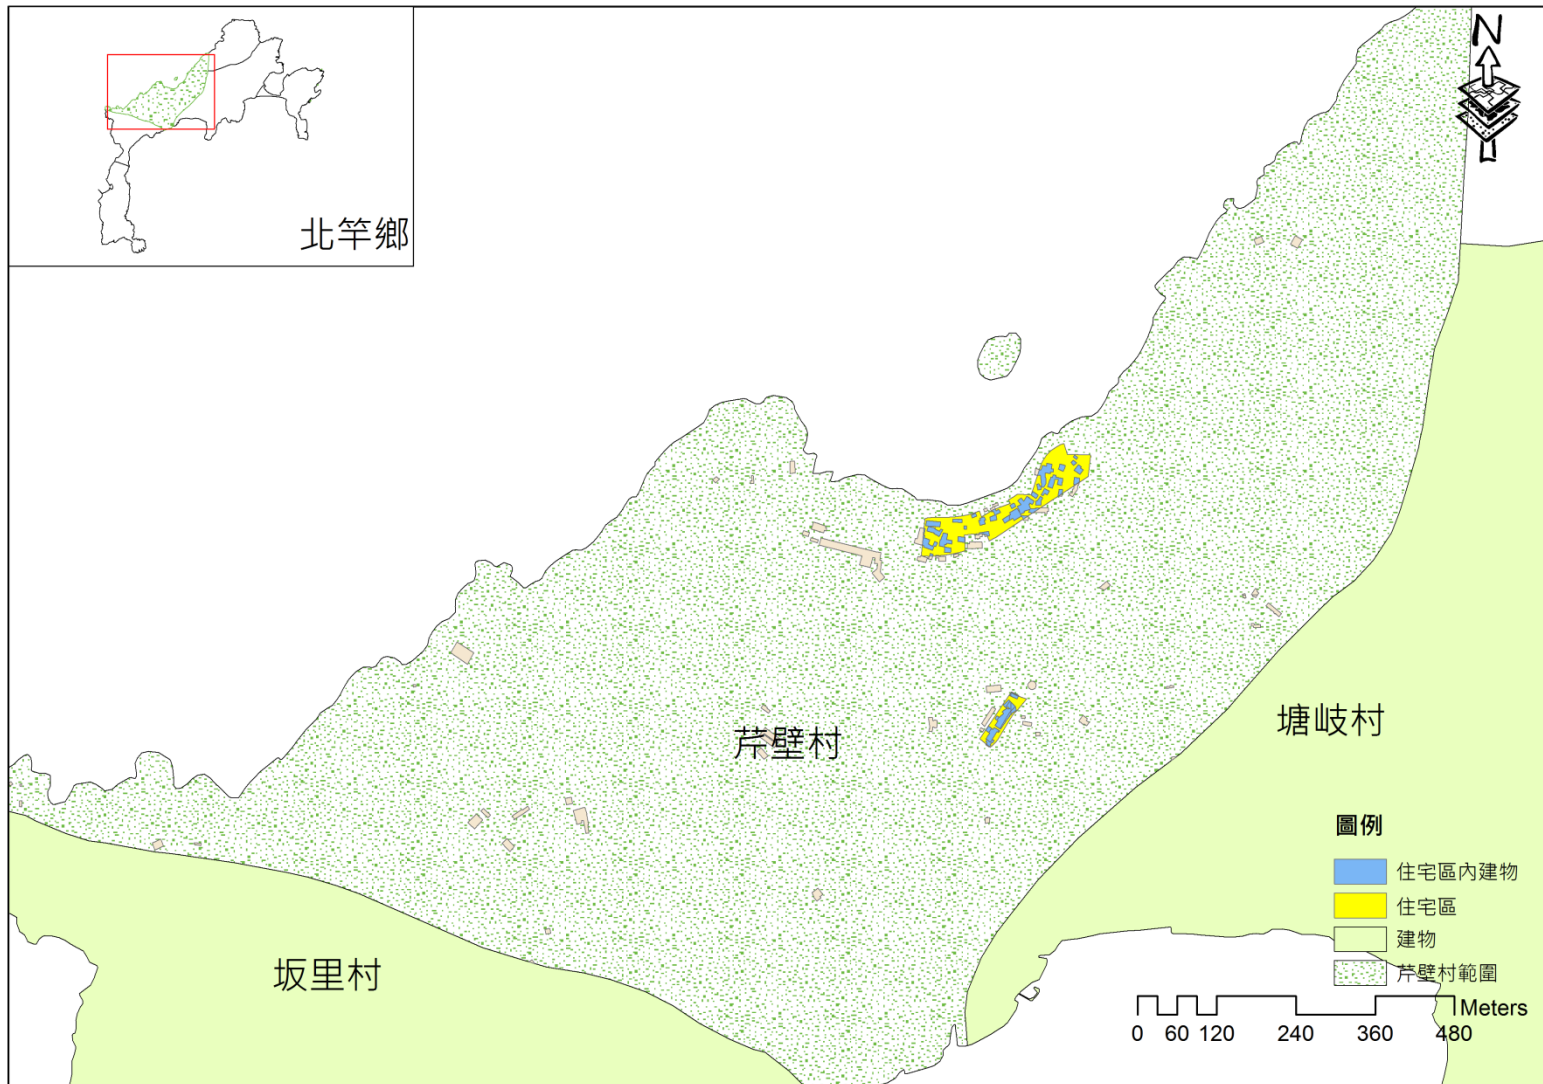 北竿鄉
N
芹壁村
塘岐村
坂里村
圖例
住宅區內建物
住宅區
建物
芹壁村範圍
Meters
0 60 120 240 360 480